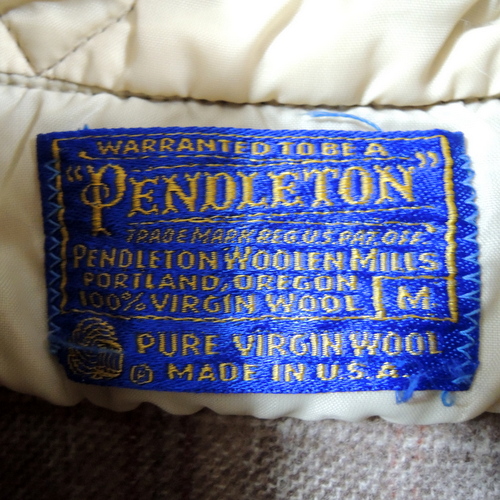 WARRANTED TO BE A
"PENDLETON"
TRADE MARK REG. U.S. PAT. OFF.
PENDLETON WOOLEN MILLS
PORTLAND, OREGON
100% VIRGIN WOOL M
PURE VIRGIN WOOL
MADE IN U.S.A.